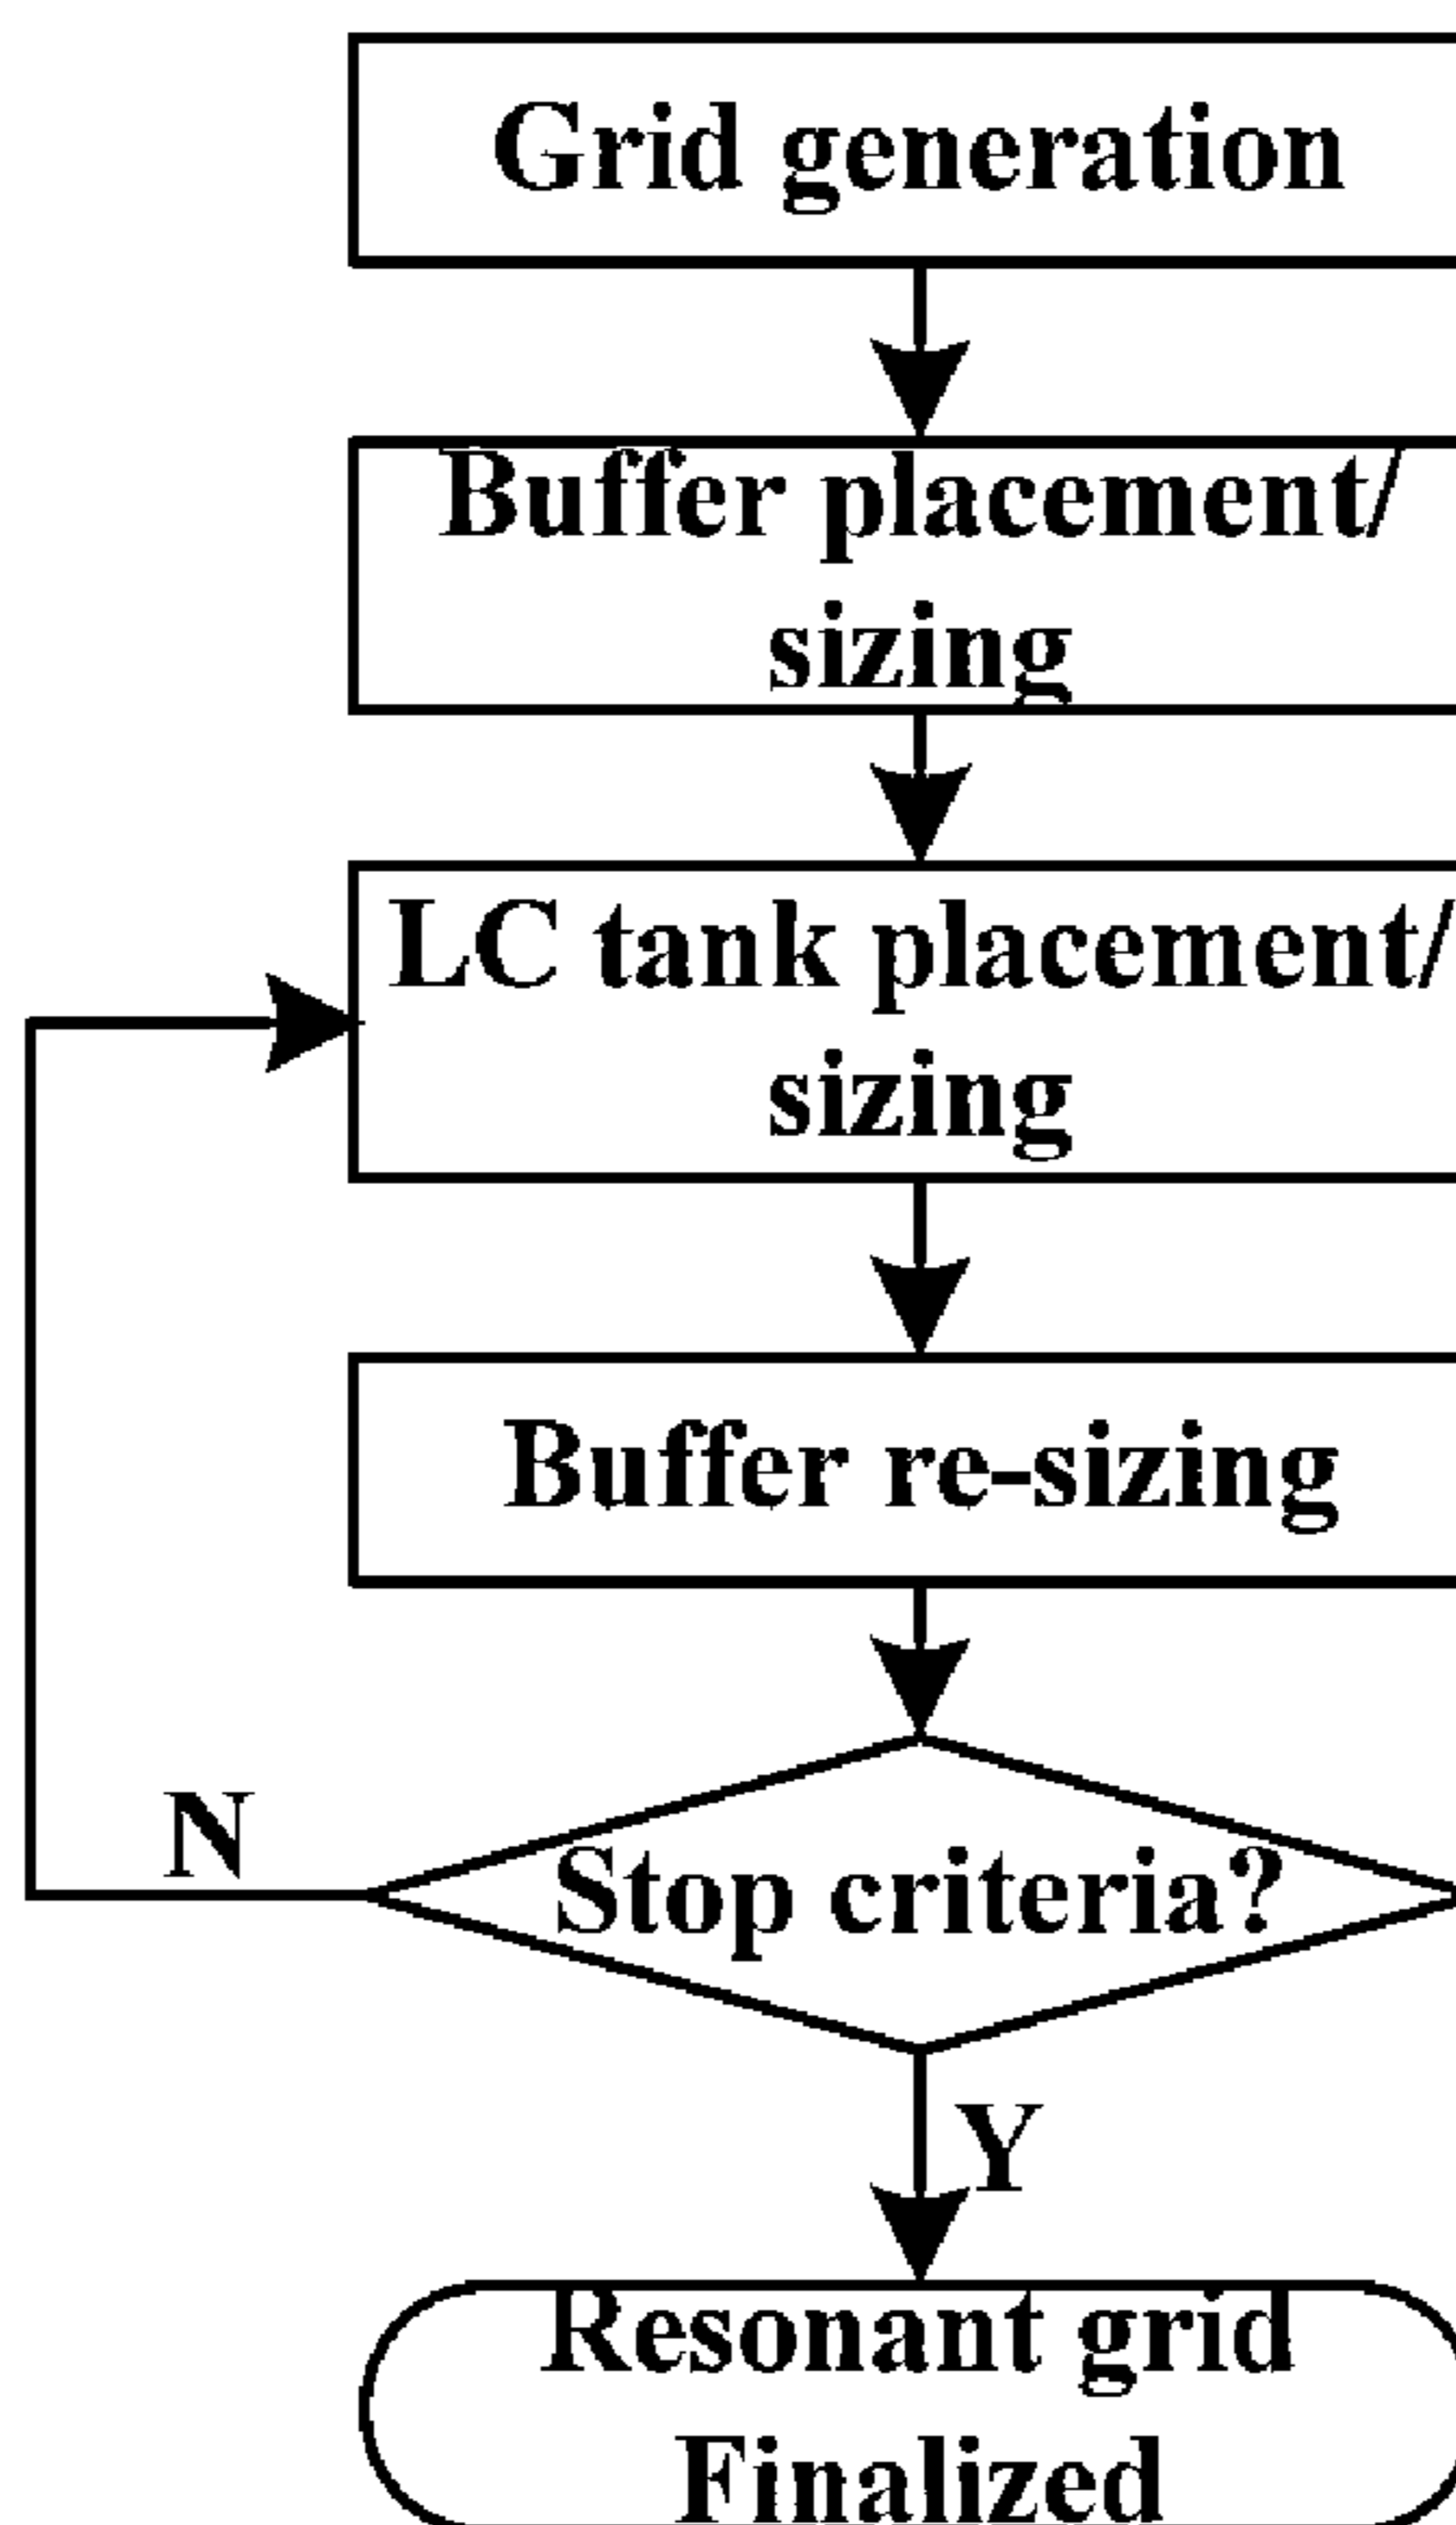 Grid generation
Buffer placement/
sizing
LC tank placement/
sizing
Buffer re-sizing
N
Stop criteria?
Y
Resonant grid
Finalized